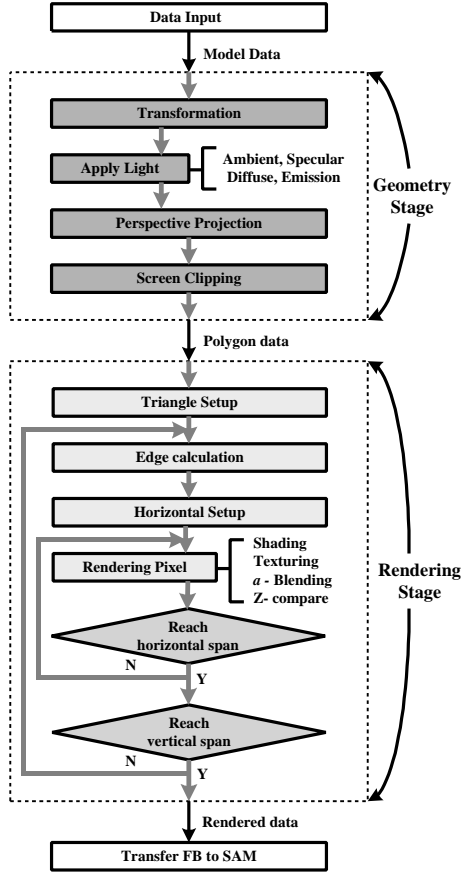 Data Input
Model Data
Transformation
Apply Light
Ambient, Specular
Diffuse, Emission
Perspective Projection
Screen Clipping
Geometry
Stage
Polygon data
Triangle Setup
Edge calculation
Horizontal Setup
Rendering Pixel
Shading
Texturing
a - Blending
Z- compare
Rendering
Stage
Reach
horizontal span
N
Y
Reach
vertical span
N
Y
Rendered data
Transfer FB to SAM